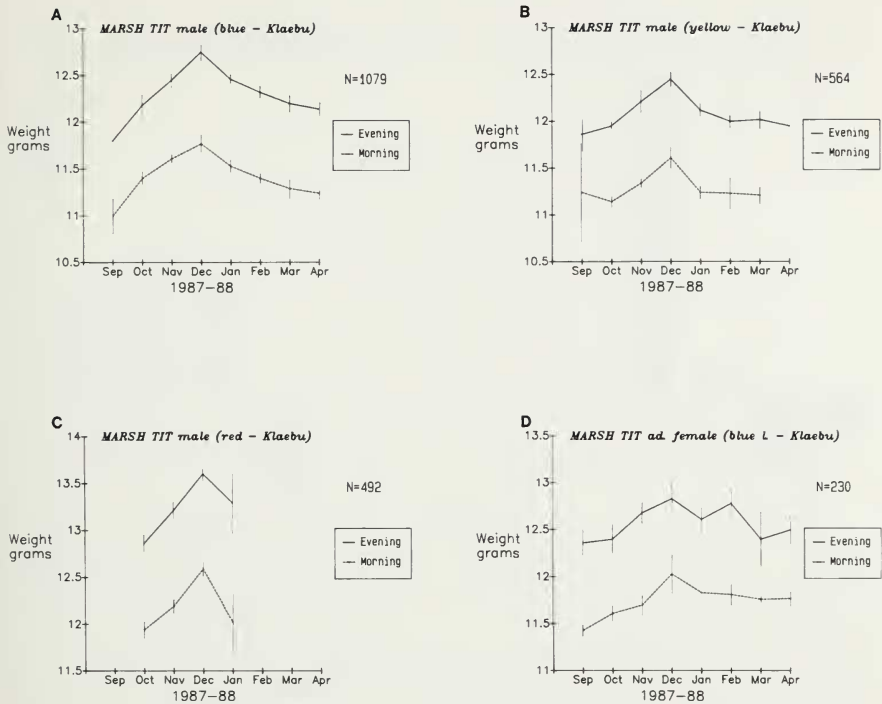 A
MARSH TIT male (blue – Klaebu)
13
12.5
12
11.5
11
10.5
Weight
grams
N=1079
Evening
Morning
Sep Oct Nav Dec Jan Feb Mar Apr
1987–88
B
MARSH TIT male (yellow – Klaebu)
13
12.5
12
11.5
11
10.5
Weight
grams
N=564
Evening
Morning
Sep Oct Nov Dec Jan Feb Mar Apr
1987–88
C
MARSH TIT male (red – Klaebu)
14
13.5
13
12.5
12
11.5
Weight
grams
N=492
Evening
Morning
Sep Oct Nav Dec Jan Feb Mar Apr
1987–88
D
MARSH TIT ad. female (blue L – Klaebu)
13.5
13
12.5
12
11.5
11
Weight
grams
N=230
Evening
Morning
Sep Oct Nov Dec Jan Feb Mar Apr
1987–88